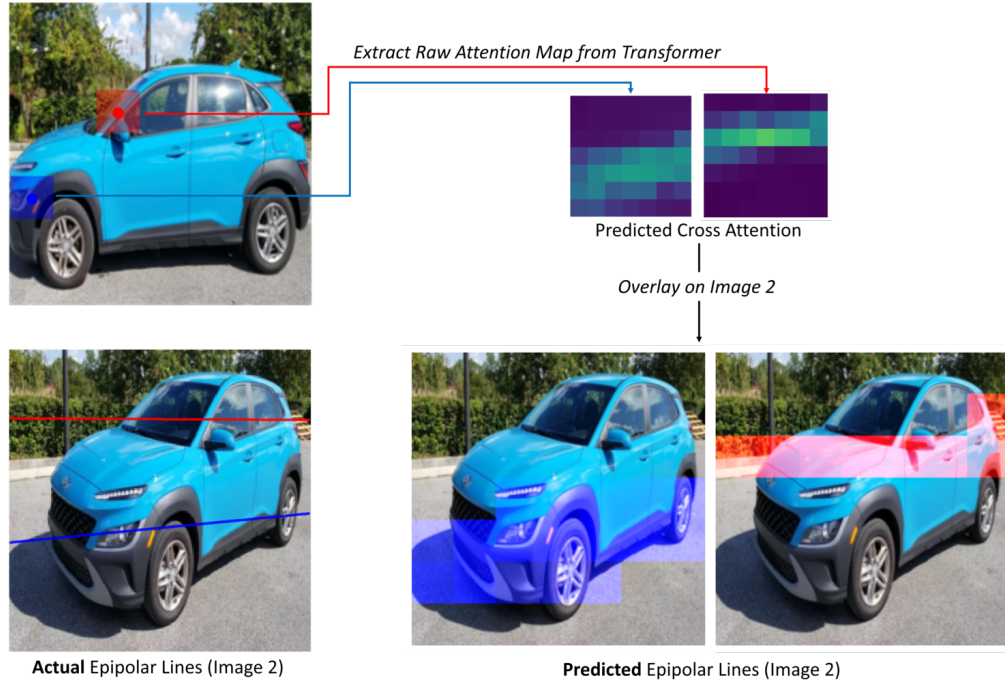 Extract Raw Attention Map from Transformer
Predicted Cross Attention
Overlay on Image 2
Actual Epipolar Lines (Image 2)
Predicted Epipolar Lines (Image 2)